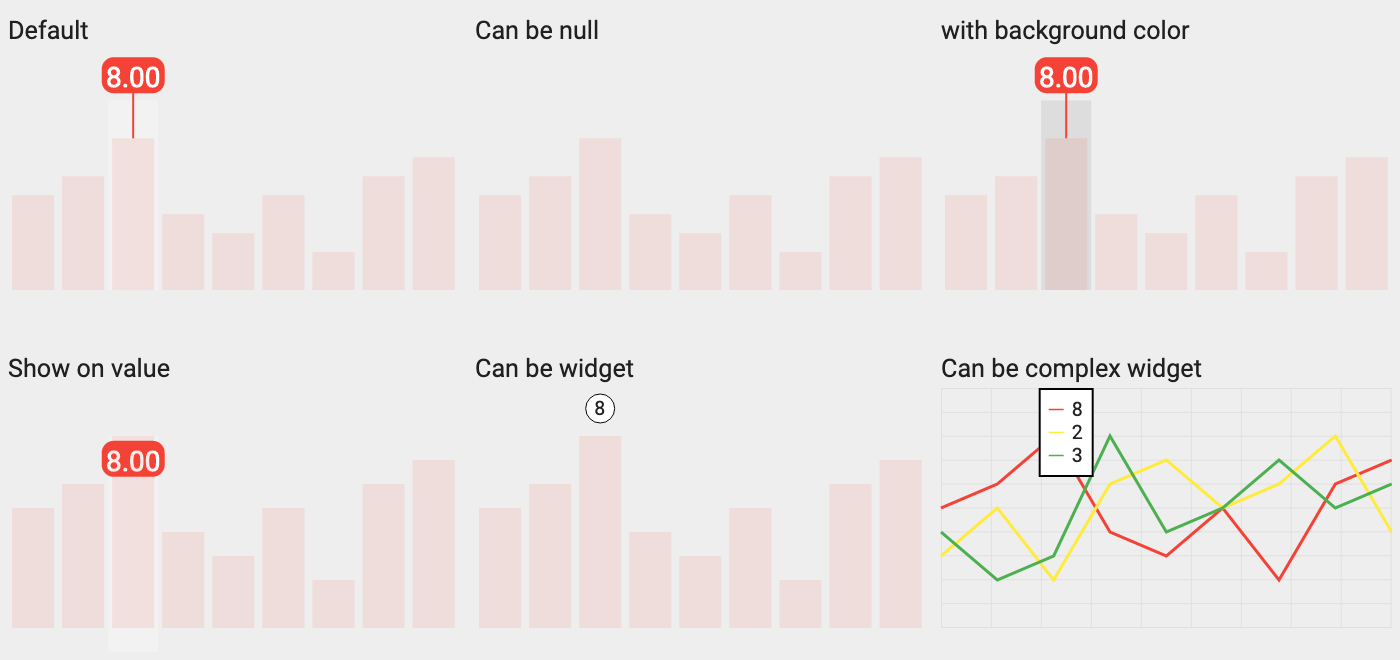 Default
Can be null
with background color
8.00
8.00
Show on value
Can be widget
Can be complex widget
8.00
8
8
2
3